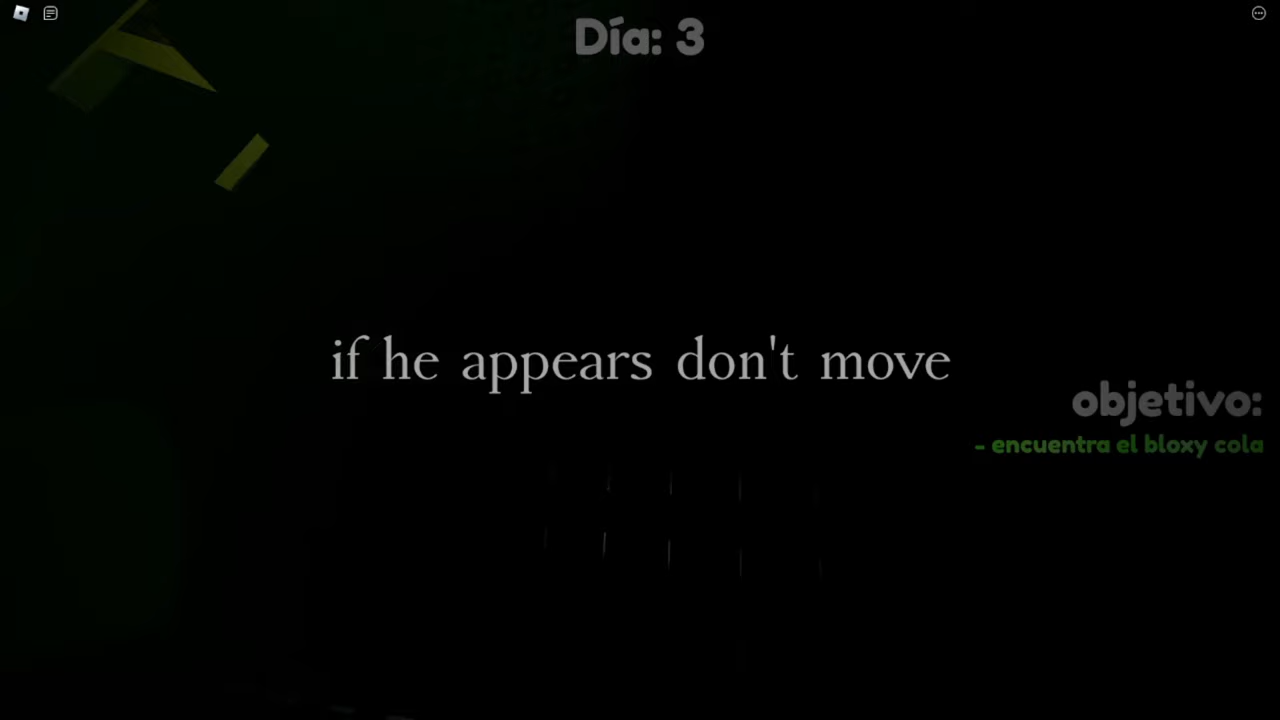 Día: 3
if he appears don't move
objetivo:
- encuentra el bloxy cola